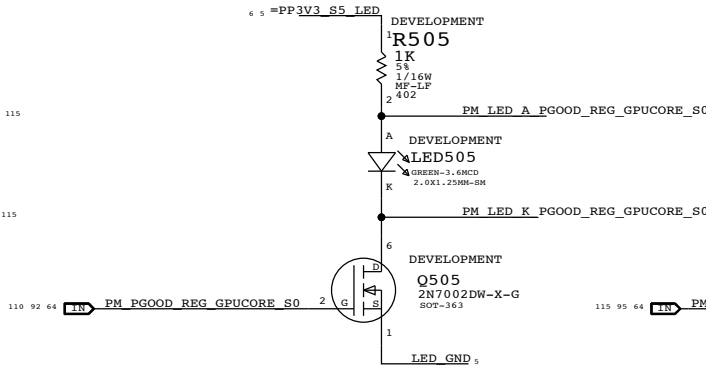 6 5 =PP3V3_S5_LED
DEVELOPMENT
1
R505
1K
5%
1/16W
MF-LF
402
2
115
PM_LED_A_PGOOD_REG_GPUCORE_S0
A
DEVELOPMENT
LED505
GREEN-3.6MCD
2.0X1.25MM-SM
K
115
PM_LED_K_PGOOD_REG_GPUCORE_S0
6
DEVELOPMENT
D
Q505
2N7002DW-X-G
SOT-363
110 92 64 IN PM_PGOOD_REG_GPUCORE_S0 2 G S
115 95 64 IN PM
1
LED_GND 5